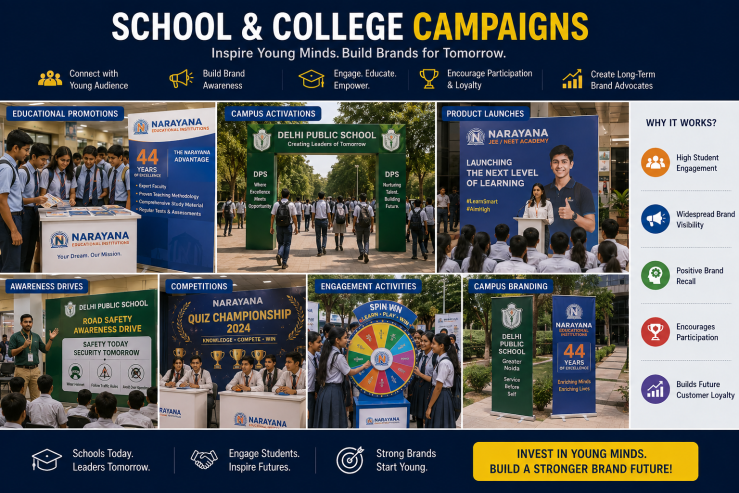 SCHOOL & COLLEGE CAMPAIGNS
Inspire Young Minds. Build Brands for Tomorrow.
Connect with
Young Audience
Build Brand
Awareness
Engage. Educate.
Empower.
Encourage Participation
& Loyalty
Create Long-Term
Brand Advocates
EDUCATIONAL PROMOTIONS
NARAYANA
EDUCATIONAL INSTITUTIONS
44
YEARS
OF EXCELLENCE
THE NARAYANA
ADVANTAGE
• Expert Faculty
• Proven Teaching Methodology
• Comprehensive Study Material
• Regular Tests & Assessments
NARAYANA
EDUCATIONAL INSTITUTIONS
Your Dream. Our Mission.
CAMPUS ACTIVATIONS
DELHI PUBLIC SCHOOL
Creating Leaders of Tomorrow
DPS
Where
Excellence
Meets
Opportunity
DPS
Nurturing
Talent,
Building
Future.
PRODUCT LAUNCHES
NARAYANA
JEE / NEET ACADEMY
LAUNCHING
THE NEXT LEVEL
OF LEARNING
#LearnSmart
#AimHigh
WHY IT WORKS?
High Student
Engagement
Widespread Brand
Visibility
Positive Brand
Recall
Encourages
Participation
Builds Future
Customer Loyalty
AWARENESS DRIVES
DELHI PUBLIC SCHOOL
ROAD SAFETY
AWARENESS DRIVE
SAFETY TODAY
SECURITY TOMORROW
Follow Traffic Rules
COMPETITIONS
NARAYANA
QUIZ CHAMPIONSHIP
2024
KNOWLEDGE • COMPETE • WIN
NARAYANA
NARAYANA
ENGAGEMENT ACTIVITIES
SPIN WIN
LEARN • PLAY • WIN
NARAYANA
CAMPUS BRANDING
DELHI
PUBLIC
SCHOOL
Greater
Noida
Service
Before
Self
NARAYANA
EDUCATIONAL
INSTITUTIONS
44
YEARS
OF EXCELLENCE
Enriching Minds
Enriching Lives
Schools Today.
Leaders Tomorrow.
Engage Students.
Inspire Futures.
Strong Brands
Start Young.
INVEST IN YOUNG MINDS.
BUILD A STRONGER BRAND FUTURE!